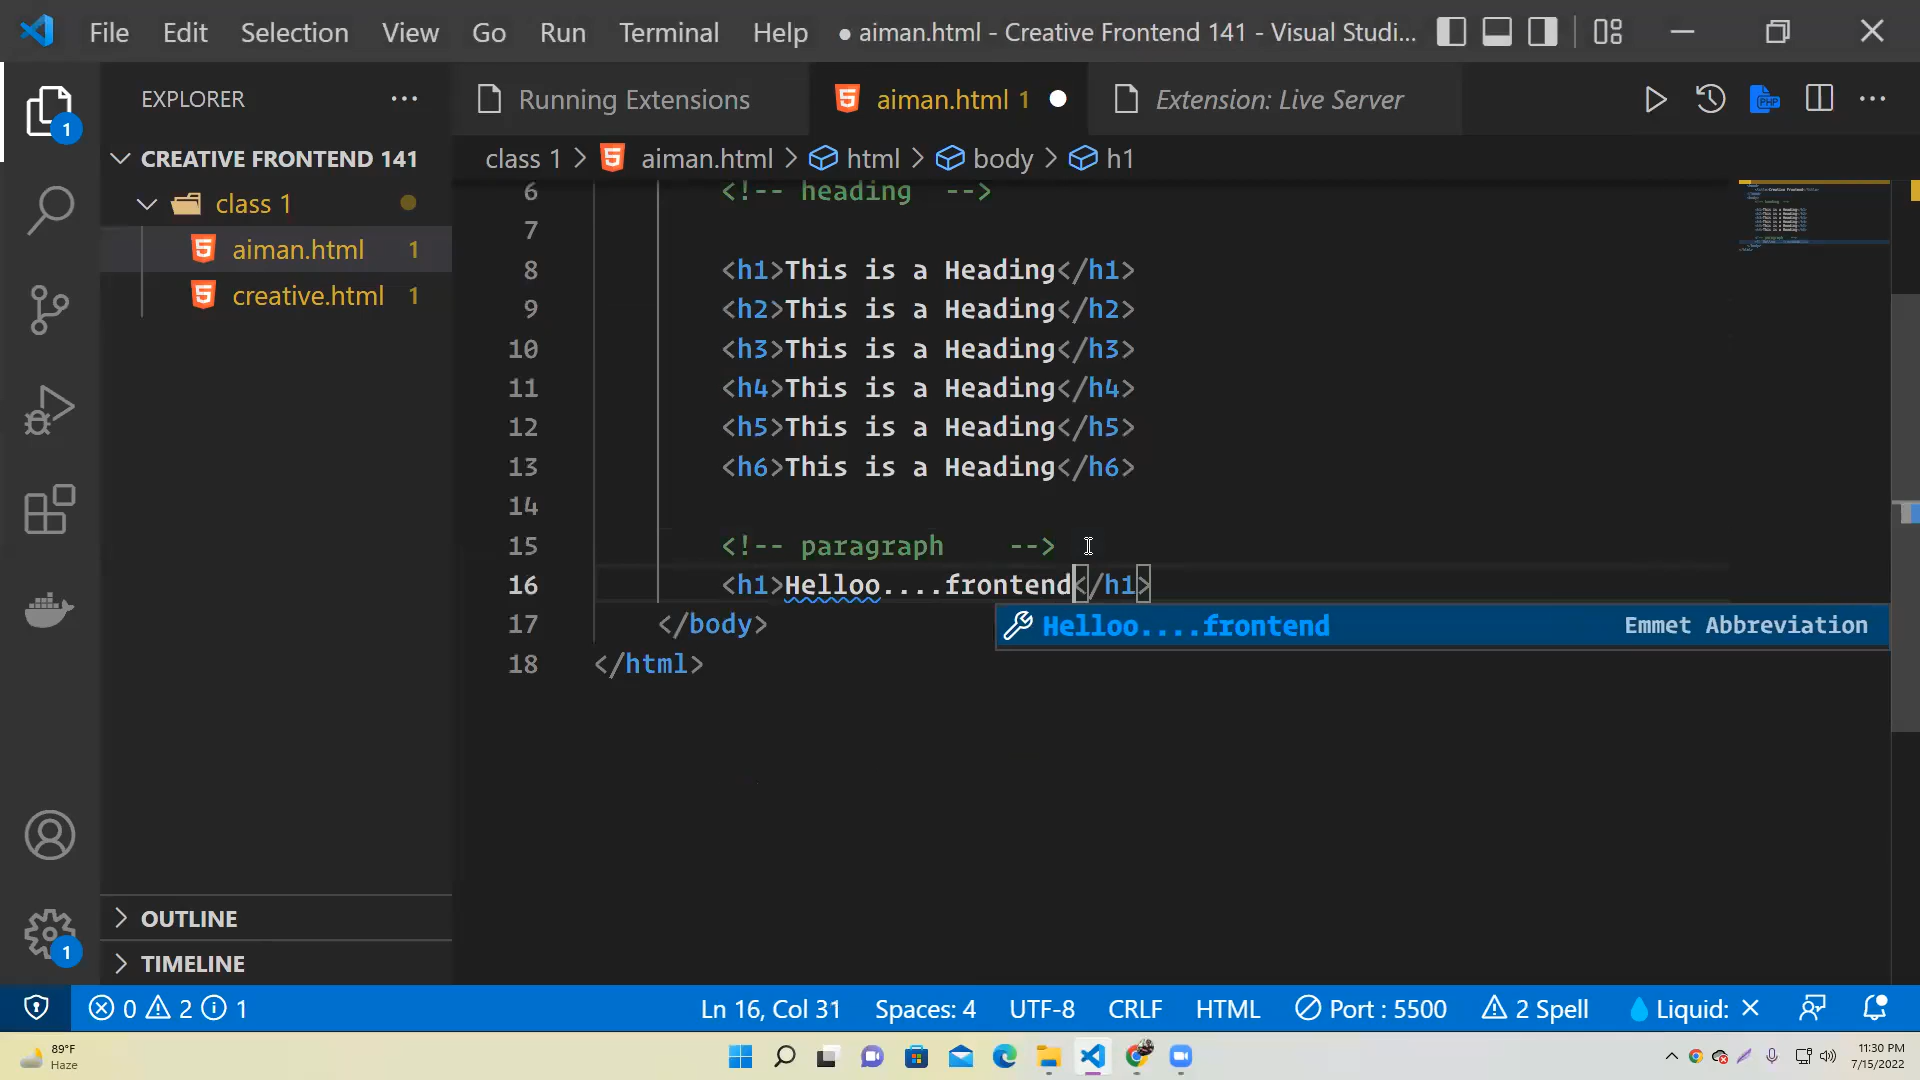 File Edit Selection View Go Run Terminal Help ● aiman.html - Creative Frontend 141 - Visual Studi...
EXPLORER ...
Running Extensions
aiman.html 1
Extension: Live Server
PHP
CREATIVE FRONTEND 141
class 1
aiman.html 1
creative.html 1
class 1 > aiman.html > html > body > h1
6 <!-- heading  -->
7
8 <h1>This is a Heading</h1>
9 <h2>This is a Heading</h2>
10 <h3>This is a Heading</h3>
11 <h4>This is a Heading</h4>
12 <h5>This is a Heading</h5>
13 <h6>This is a Heading</h6>
14
15 <!-- paragraph    -->
16 <h1>Helloo....frontend</h1>
Helloo....frontend Emmet Abbreviation
17 </body>
18 </html>
1
1
OUTLINE
TIMELINE
0 2 1 Ln 16, Col 31 Spaces: 4 UTF-8 CRLF HTML Port : 5500 2 Spell Liquid: ✕
89°F
Haze
11:30 PM
7/15/2022